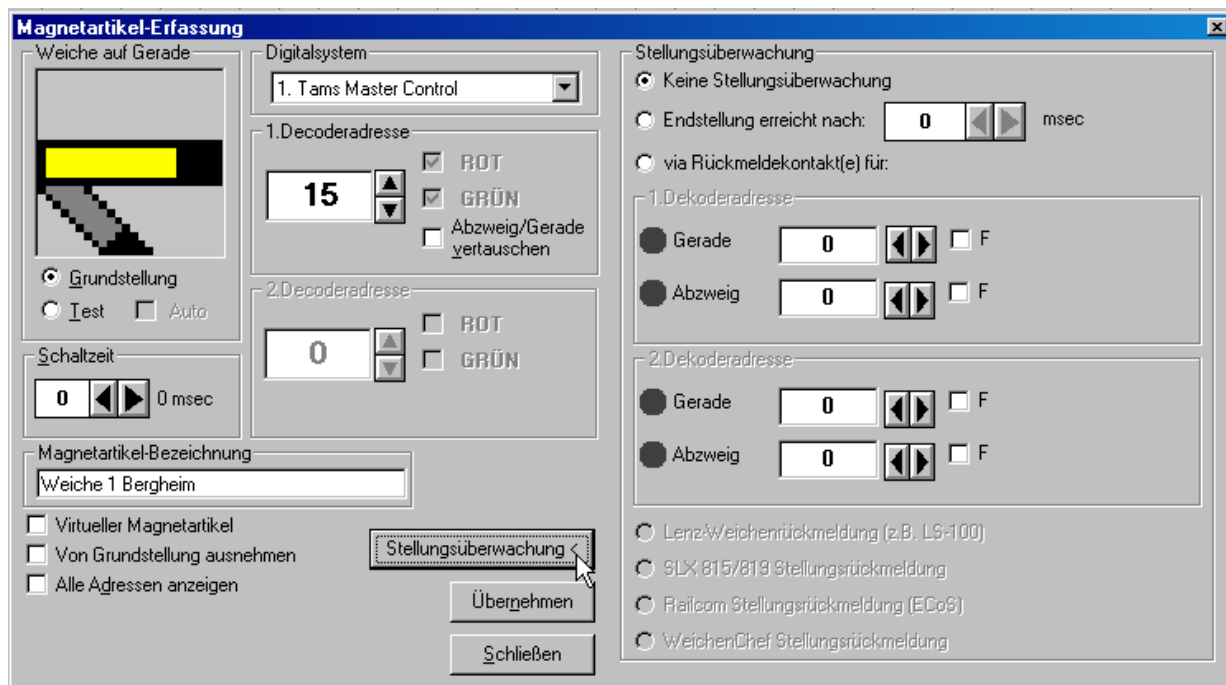 Magnetartikel-Erfassung
Weiche auf Gerade
Grundstellung
Test
Auto
Schaltzeit
0
0 msec
Digitalsystem
1. Tams Master Control
1.Decoderadresse
15
ROT
GRÜN
Abzweig/Gerade
vertauschen
2.Decoderadresse
0
ROT
GRÜN
Magnetartikel-Bezeichnung
Weiche 1 Bergheim
Virtueller Magnetartikel
Von Grundstellung ausnehmen
Alle Adressen anzeigen
Stellungsüberwachung <
Übernehmen
Schließen
Stellungsüberwachung
Keine Stellungsüberwachung
Endstellung erreicht nach:
0
msec
via Rückmeldekontakt(e) für:
1.Dekoderadresse
Gerade
0
F
Abzweig
0
F
2.Dekoderadresse
Gerade
0
F
Abzweig
0
F
Lenz-Weichenrückmeldung (z.B. LS-100)
SLX 815/819 Stellungsrückmeldung
Railcom Stellungsrückmeldung (ECoS)
WeichenChef Stellungsrückmeldung